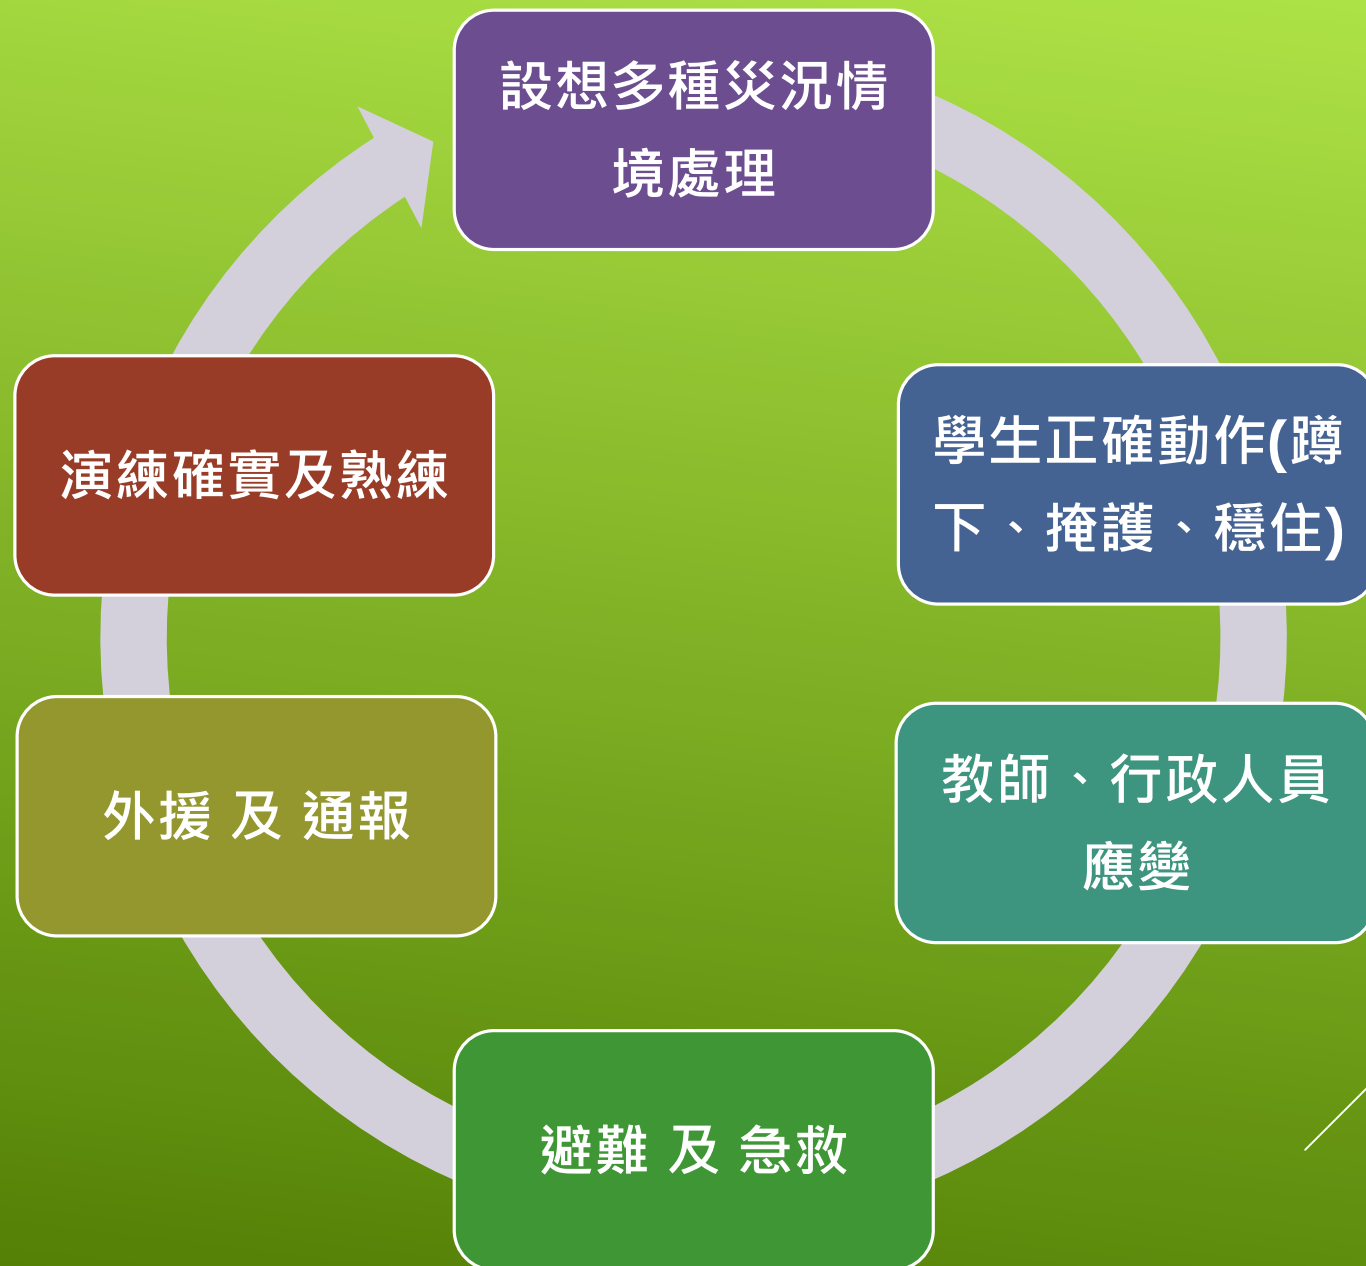 設想多種災況情
境處理
學生正確動作(蹲
下、掩護、穩住)
教師、行政人員
應變
避難 及 急救
外援 及 通報
演練確實及熟練